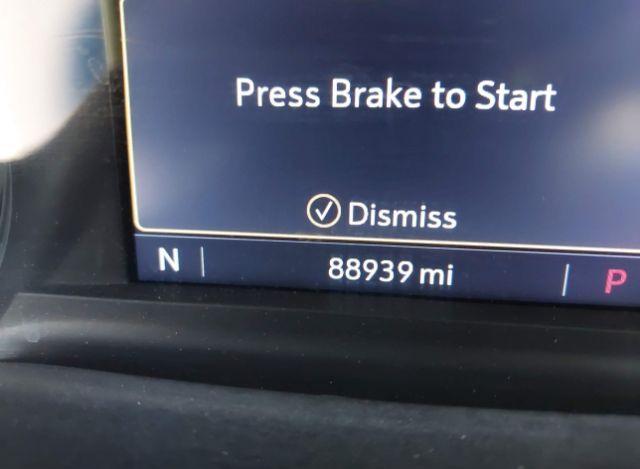 Press Brake to Start
Dismiss
N 88939 mi P